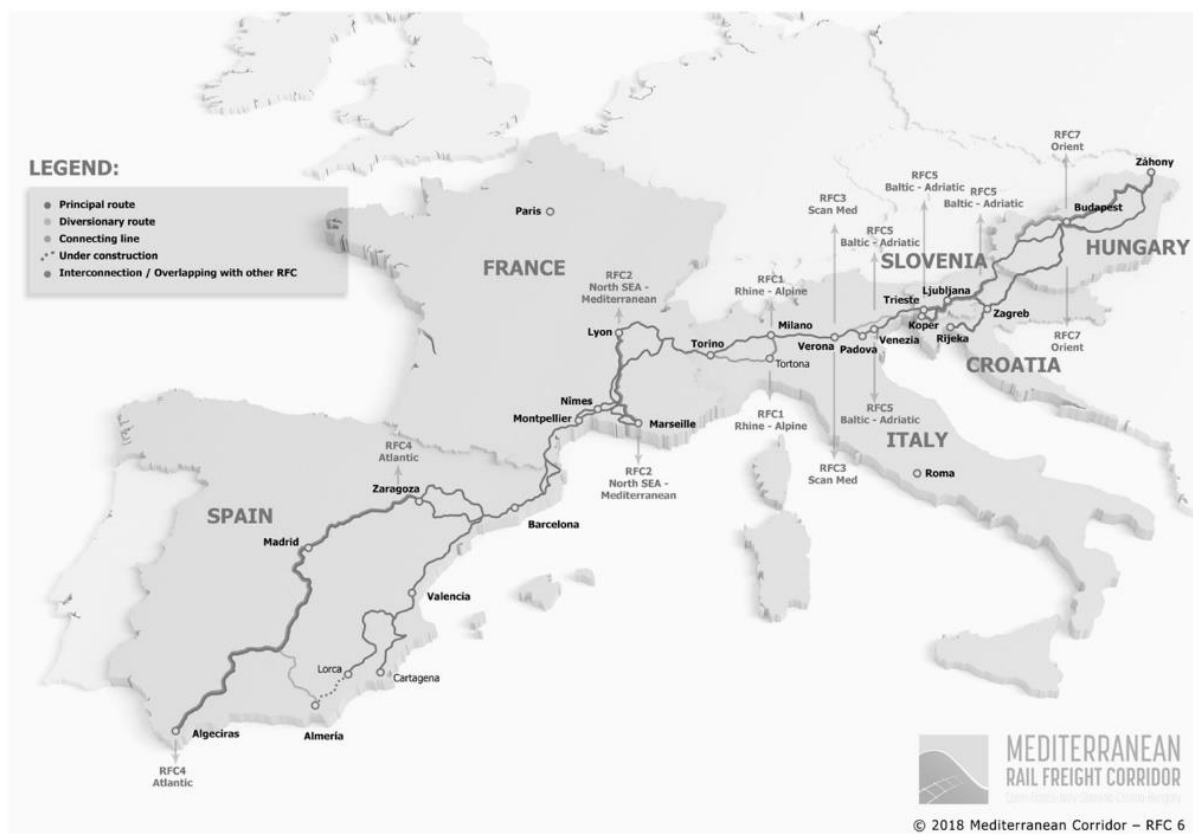 LEGEND:
Principal route
Diversionary route
Connecting line
Under construction
Interconnection / Overlapping with other RFC
Paris
FRANCE
RFC2
North SEA -
Mediterranean
Lyon
RFC1
Rhine - Alpine
Milano
Torino
Tortona
RFC1
Rhine - Alpine
RFC3
Scan Med
RFC5
Baltic - Adriatic
RFC5
Baltic - Adriatic
RFC5
Baltic - Adriatic
RFC7
Orient
Záhony
Budapest
HUNGARY
SLOVENIA
Ljubljana
Trieste
Koper
Zagreb
Rijeka
Verona
Padova
Venezia
RFC7
Orient
CROATIA
RFC5
Baltic - Adriatic
ITALY
RFC3
Scan Med
Roma
Nîmes
Montpellier
Marseille
RFC2
North SEA -
Mediterranean
RFC4
Atlantic
Zaragoza
SPAIN
Barcelona
Madrid
Valencia
Lorca
Cartagena
Algeciras
Almería
RFC4
Atlantic
MEDITERRANEAN
RAIL FREIGHT CORRIDOR
© 2018 Mediterranean Corridor – RFC 6